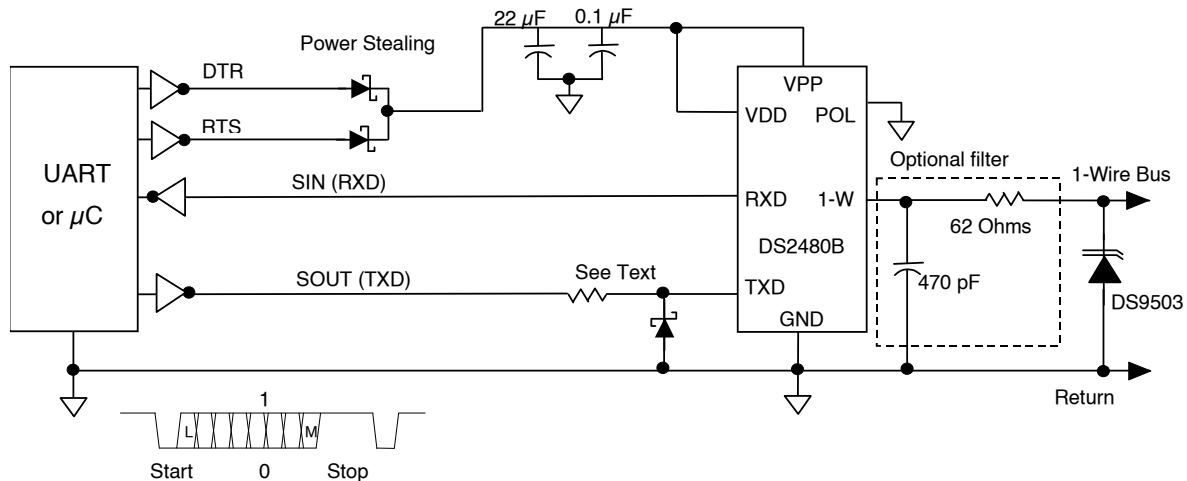 22 µF
0.1 µF
Power Stealing
DTR
RTS
VPP
VDD
POL
UART
or µC
SIN (RXD)
RXD
1-W
Optional filter
1-Wire Bus
62 Ohms
DS2480B
SOUT (TXD)
See Text
TXD
470 pF
DS9503
GND
Return
1
L
M
Start
0
Stop